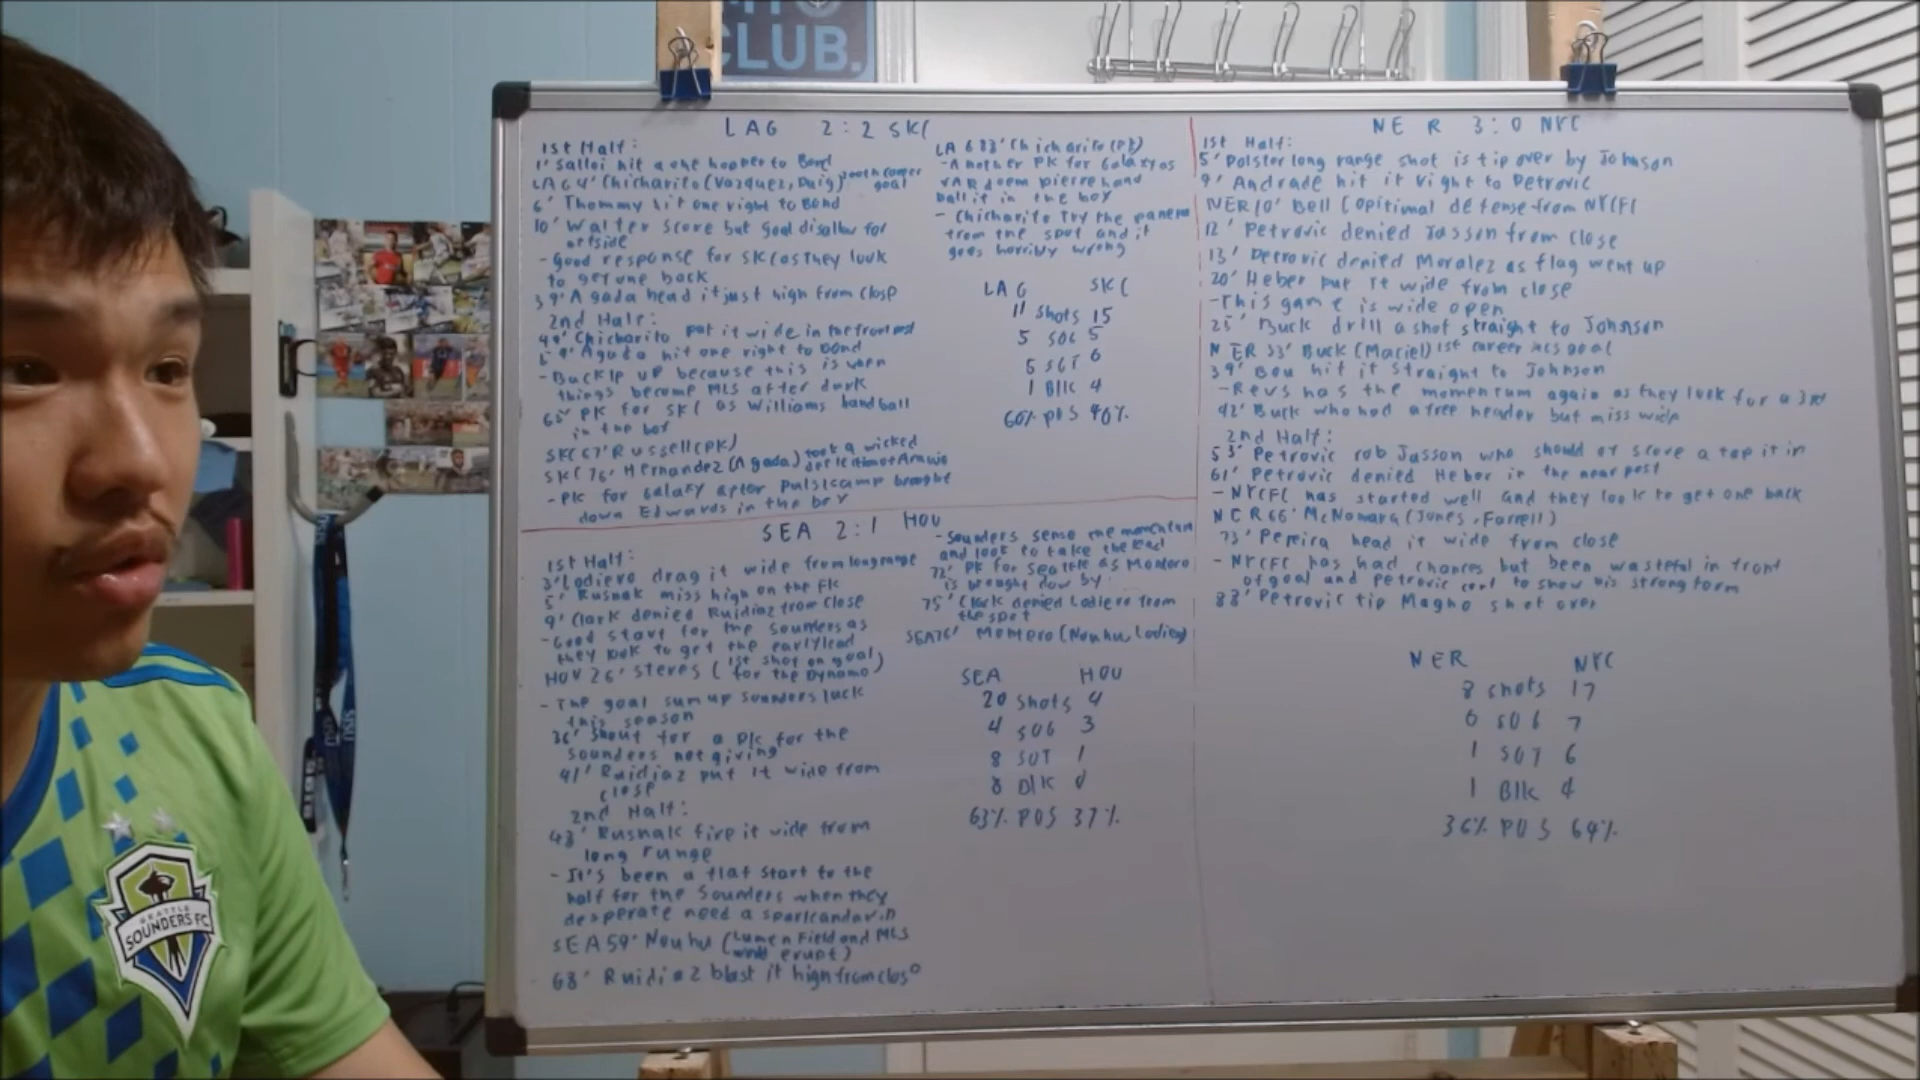 CLUB.
LAG 2:2 SKC
1st Half:
1' Salloi hit a one hopper to Bond
LAG 4' Chicharito (Vazquez, Puig) 200th career goal
6' Thommy hit one right to Bond
10' Walter score but goal disallow for
offside
- Good response for SKC as they look
to get one back
39' Agada head it just high from close
2nd Half:
49' Chicharito put it wide in the front post
Agada hit one right to Bond
- Buckle up because this is when
things become MLS after dark
65' PK for SKC as Williams handball
in the box
SKC 67' Russell (PK)
SKC 76' Hernandez (Agada) took a wicked
- PK for Galaxy after Pulskamp brought
down Edwards in the box
LAG 83' Chicharito (PK)
- Another PK for Galaxy as
VAR deem Pierre hand
ball it in the box
- Chicharito try the panenka
from the spot and it
goes horribly wrong
LAG SKC
11 Shots 15
5 SOG 5
5 SOT 6
1 Blk 4
60% POS 40%
SEA 2:1 HOU
1st Half:
3' Lodiero drag it wide from long range
5' Rusnak miss high on the FK
9' Clark denied Ruidiaz from close
- Good start for the Sounders as
they look to get the early lead
HOU 26' Steres (1st shot on goal
for the Dynamo)
- The goal sum up Sounders luck
this season
36' Shout for a PK for the
Sounders not giving
41' Ruidiaz put it wide from
close
2nd Half:
48' Rusnak fire it wide from
long range
- It's been a flat start to the
half for the Sounders when they
desperate need a spark
SEA 59' Nouhu (Lumen Field and MLS
world erupt)
68' Ruidiaz blast it high from close
- Sounders sense the momentum
and look to take the lead
72' PK for Seattle as Montero
is brought dow by
75' Clark denied Lodiero from
the spot
SEA 76' Montero (Nouhu, Lodiero)
SEA HOU
20 Shots 4
4 SOG 3
8 SOT 1
8 Blk 0
63% POS 37%
NER 3:0 NYC
1st Half:
5' Polster long range shot is tip over by Johnson
9' Andrade hit it right to Petrovic
NER 10' Bell (opitimal defense from NYCFC
12' Petrovic denied Jasson from close
13' Petrovic denied Moralez as flag went up
20' Heber put it wide from close
- This game is wide open
25' Buck drill a shot straight to Johnson
NER 33' Buck (Maciel) 1st career MLS goal
39' Bou hit it straight to Johnson
- Revs has the momentum again as they look for a 3rd
42' Buck who had a free header but miss wide
2nd Half:
53' Petrovic rob Jasson who should of score a tap it in
61' Petrovic denied Heber in the near post
- NYCFC has started well and they look to get one back
NER 66' McNamara (Jones, Farrell)
73' Pereira head it wide from close
- NYCFC has had chances but been wasteful in front
of goal and Petrovic cont to show his strong form
88' Petrovic tip Magno shot over
NER NYC
8 shots 17
6 SOG 7
1 SOT 6
1 Blk 4
36% POS 64%
SEATTLE
SOUNDERS FC